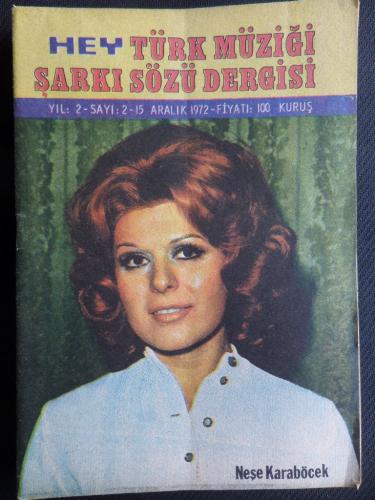 HEY TÜRK MÜZİĞİ
ŞARKI SÖZÜ DERGİSİ
YIL: 2-SAYI: 2-15 ARALIK 1972-FİYATI: 100 KURUŞ
Neşe Karaböcek